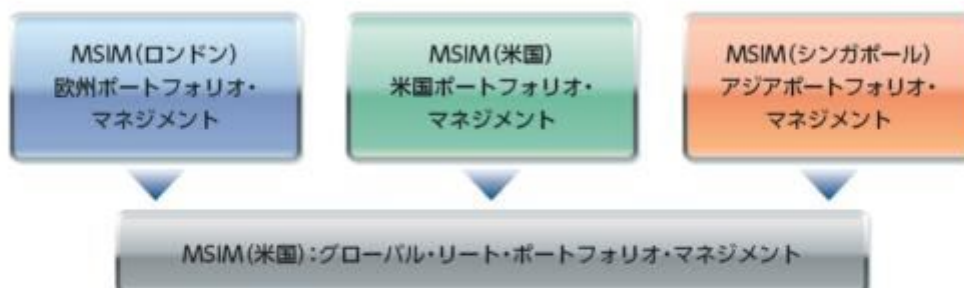 MSIM(ロンドン)
欧州ポートフォリオ・
マネジメント
MSIM(米国)
米国ポートフォリオ・
マネジメント
MSIM(シンガポール)
アジアポートフォリオ・
マネジメント
MSIM(米国):グローバル・リート・ポートフォリオ・マネジメント